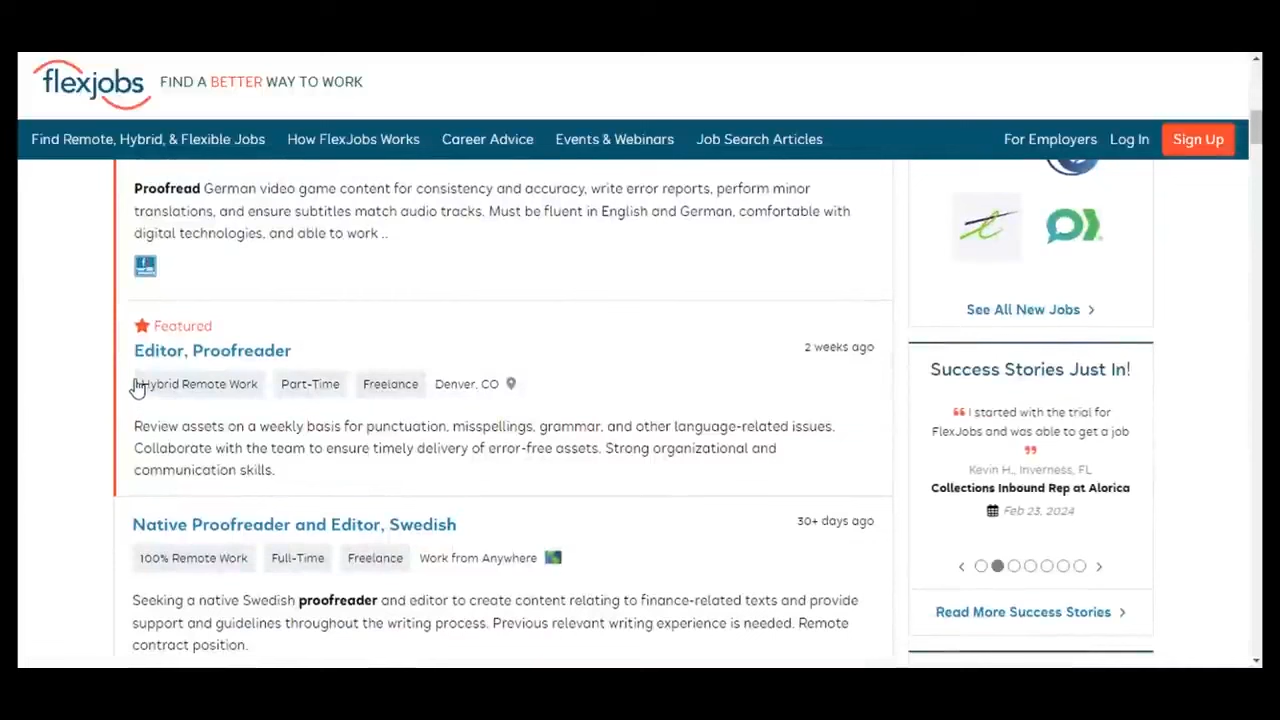 flexjobs FIND A BETTER WAY TO WORK
Find Remote, Hybrid, & Flexible Jobs How FlexJobs Works Career Advice Events & Webinars Job Search Articles For Employers Log In Sign Up
Proofread German video game content for consistency and accuracy, write error reports, perform minor
translations, and ensure subtitles match audio tracks. Must be fluent in English and German, comfortable with
digital technologies, and able to work ..
Featured
Editor, Proofreader
2 weeks ago
Hybrid Remote Work Part-Time Freelance Denver, CO
Review assets on a weekly basis for punctuation, misspellings, grammar, and other language-related issues.
Collaborate with the team to ensure timely delivery of error-free assets. Strong organizational and
communication skills.
Native Proofreader and Editor, Swedish
30+ days ago
100% Remote Work Full-Time Freelance Work from Anywhere
Seeking a native Swedish proofreader and editor to create content relating to finance-related texts and provide
support and guidelines throughout the writing process. Previous relevant writing experience is needed. Remote
contract position.
See All New Jobs >
Success Stories Just In!
❝ I started with the trial for
FlexJobs and was able to get a job
❞
Kevin H., Inverness, FL
Collections Inbound Rep at Alorica
Feb 23, 2024
Read More Success Stories >